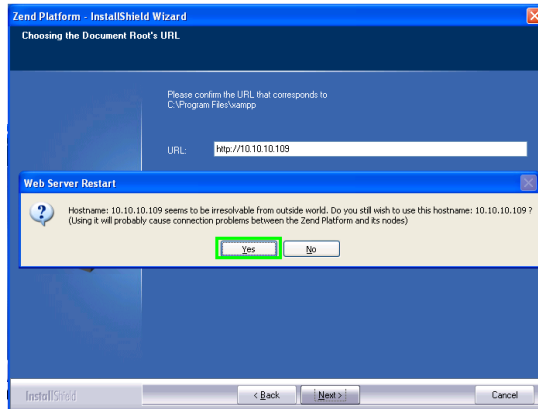 Zend Platform - InstallShield Wizard
Choosing the Document Root's URL
Please confirm the URL that corresponds to
C:\Program Files\xampp
URL: http://10.10.10.109
Web Server Restart
Hostname: 10.10.10.109 seems to be irresolvable from outside world. Do you still wish to use this hostname: 10.10.10.109 ?
(Using it will probably cause connection problems between the Zend Platform and its nodes)
Yes No
InstallShield < Back Next > Cancel